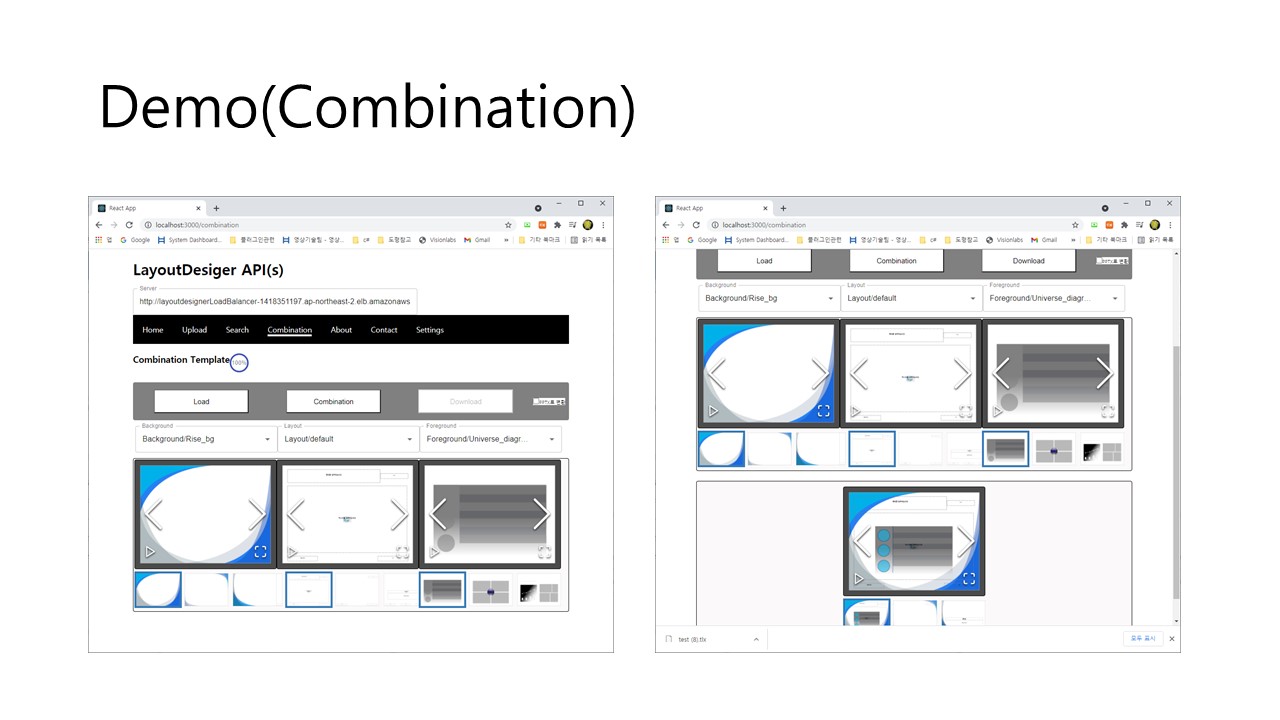 Demo(Combination)
React App
localhost:3000/combination
앱 Google System Dashboard... 플러그인관련 영상기술팀 - 영상... c# 도형참고 Visionlabs Gmail » 기타 북마크 읽기 목록
LayoutDesiger API(s)
Server
http://layoutdesignerLoadBalancer-1418351197.ap-northeast-2.elb.amazonaws
Home Upload Search Combination About Contact Settings
Combination Template 100%
Load Combination Download
Background Layout Foreground
Background/Rise_bg Layout/default Foreground/Universe_diagr...
React App
localhost:3000/combination
앱 Google System Dashboard... 플러그인관련 영상기술팀 - 영상... c# 도형참고 Visionlabs Gmail » 기타 북마크 읽기 목록
Load Combination Download
Background Layout Foreground
Background/Rise_bg Layout/default Foreground/Universe_diagr...
test (8).tlx 모두 표시